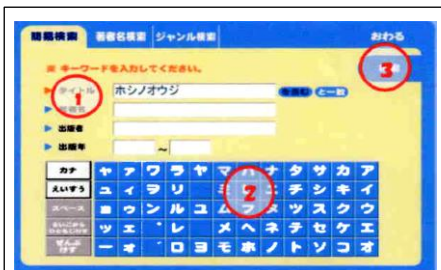 簡易検索 著者名検索 ジャンル検索 おわる
※ キーワードを入力してください。
3
▶ タイトル ホシノオウジ を含む と一致
1
▶ 著者名
▶ 出版者
▶ 出版年 ~
カナ ャ ァ ワ ラ ヤ マ ハ ナ タ サ カ ア
えいすう ュ ィ ヲ リ ミ ニ チ シ キ イ
2
スペース ゥ ン ル ユ ム フ ヌ ツ ス ク ウ
ッ ェ ゛ レ メ ヘ ネ テ セ ケ エ
ぜんぶけす ー ォ ゜ ロ ヨ モ ホ ノ ト ソ コ オ